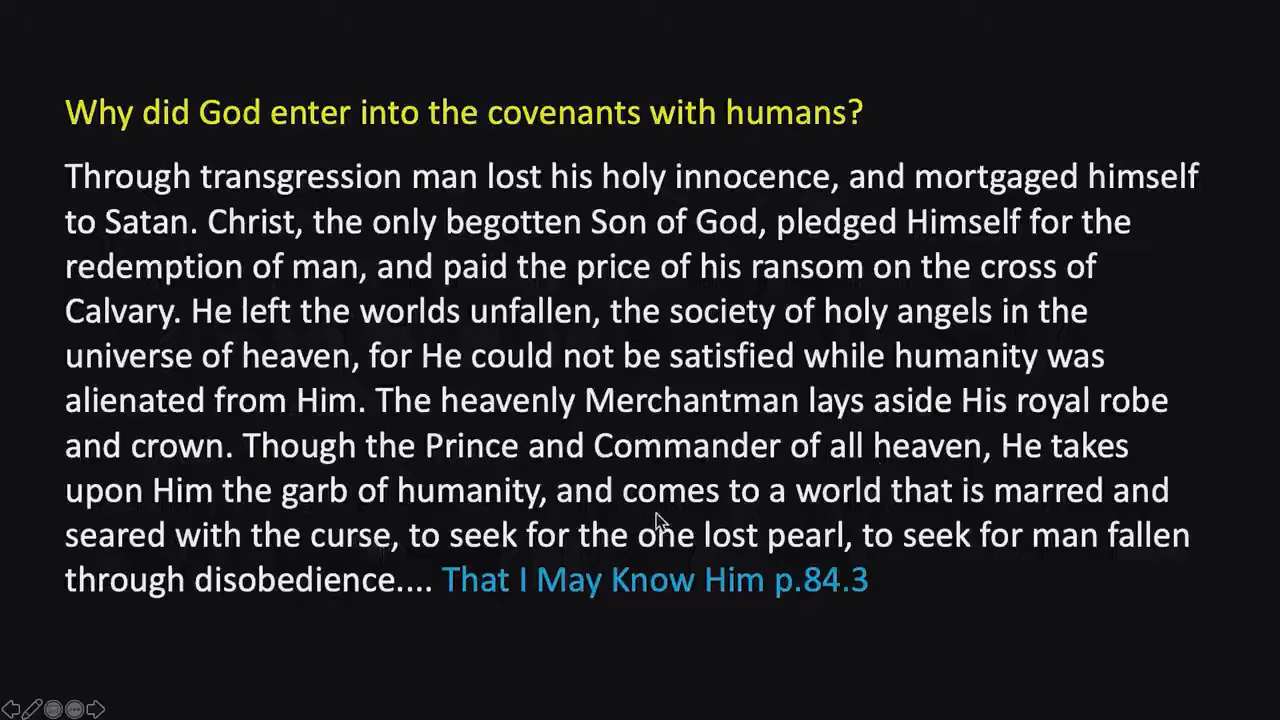 Why did God enter into the covenants with humans?
Through transgression man lost his holy innocence, and mortgaged himself
to Satan. Christ, the only begotten Son of God, pledged Himself for the
redemption of man, and paid the price of his ransom on the cross of
Calvary. He left the worlds unfallen, the society of holy angels in the
universe of heaven, for He could not be satisfied while humanity was
alienated from Him. The heavenly Merchantman lays aside His royal robe
and crown. Though the Prince and Commander of all heaven, He takes
upon Him the garb of humanity, and comes to a world that is marred and
seared with the curse, to seek for the one lost pearl, to seek for man fallen
through disobedience.... That I May Know Him p.84.3